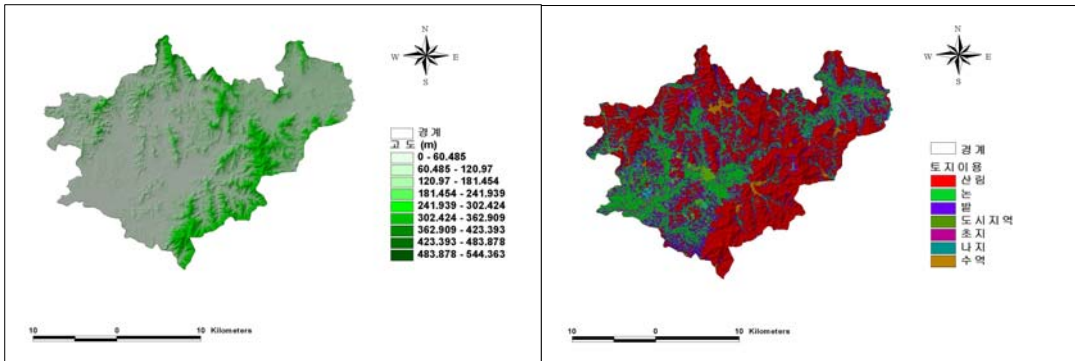 N
W E
S
경계
고도 (m)
0 - 60.485
60.485 - 120.97
120.97 - 181.454
181.454 - 241.939
241.939 - 302.424
302.424 - 362.909
362.909 - 423.393
423.393 - 483.878
483.878 - 544.363
10 0 10 Kilometers
N
W E
S
경계
토지이용
산림
논
밭
도시지역
초지
나지
수역
10 0 10 Kilometers